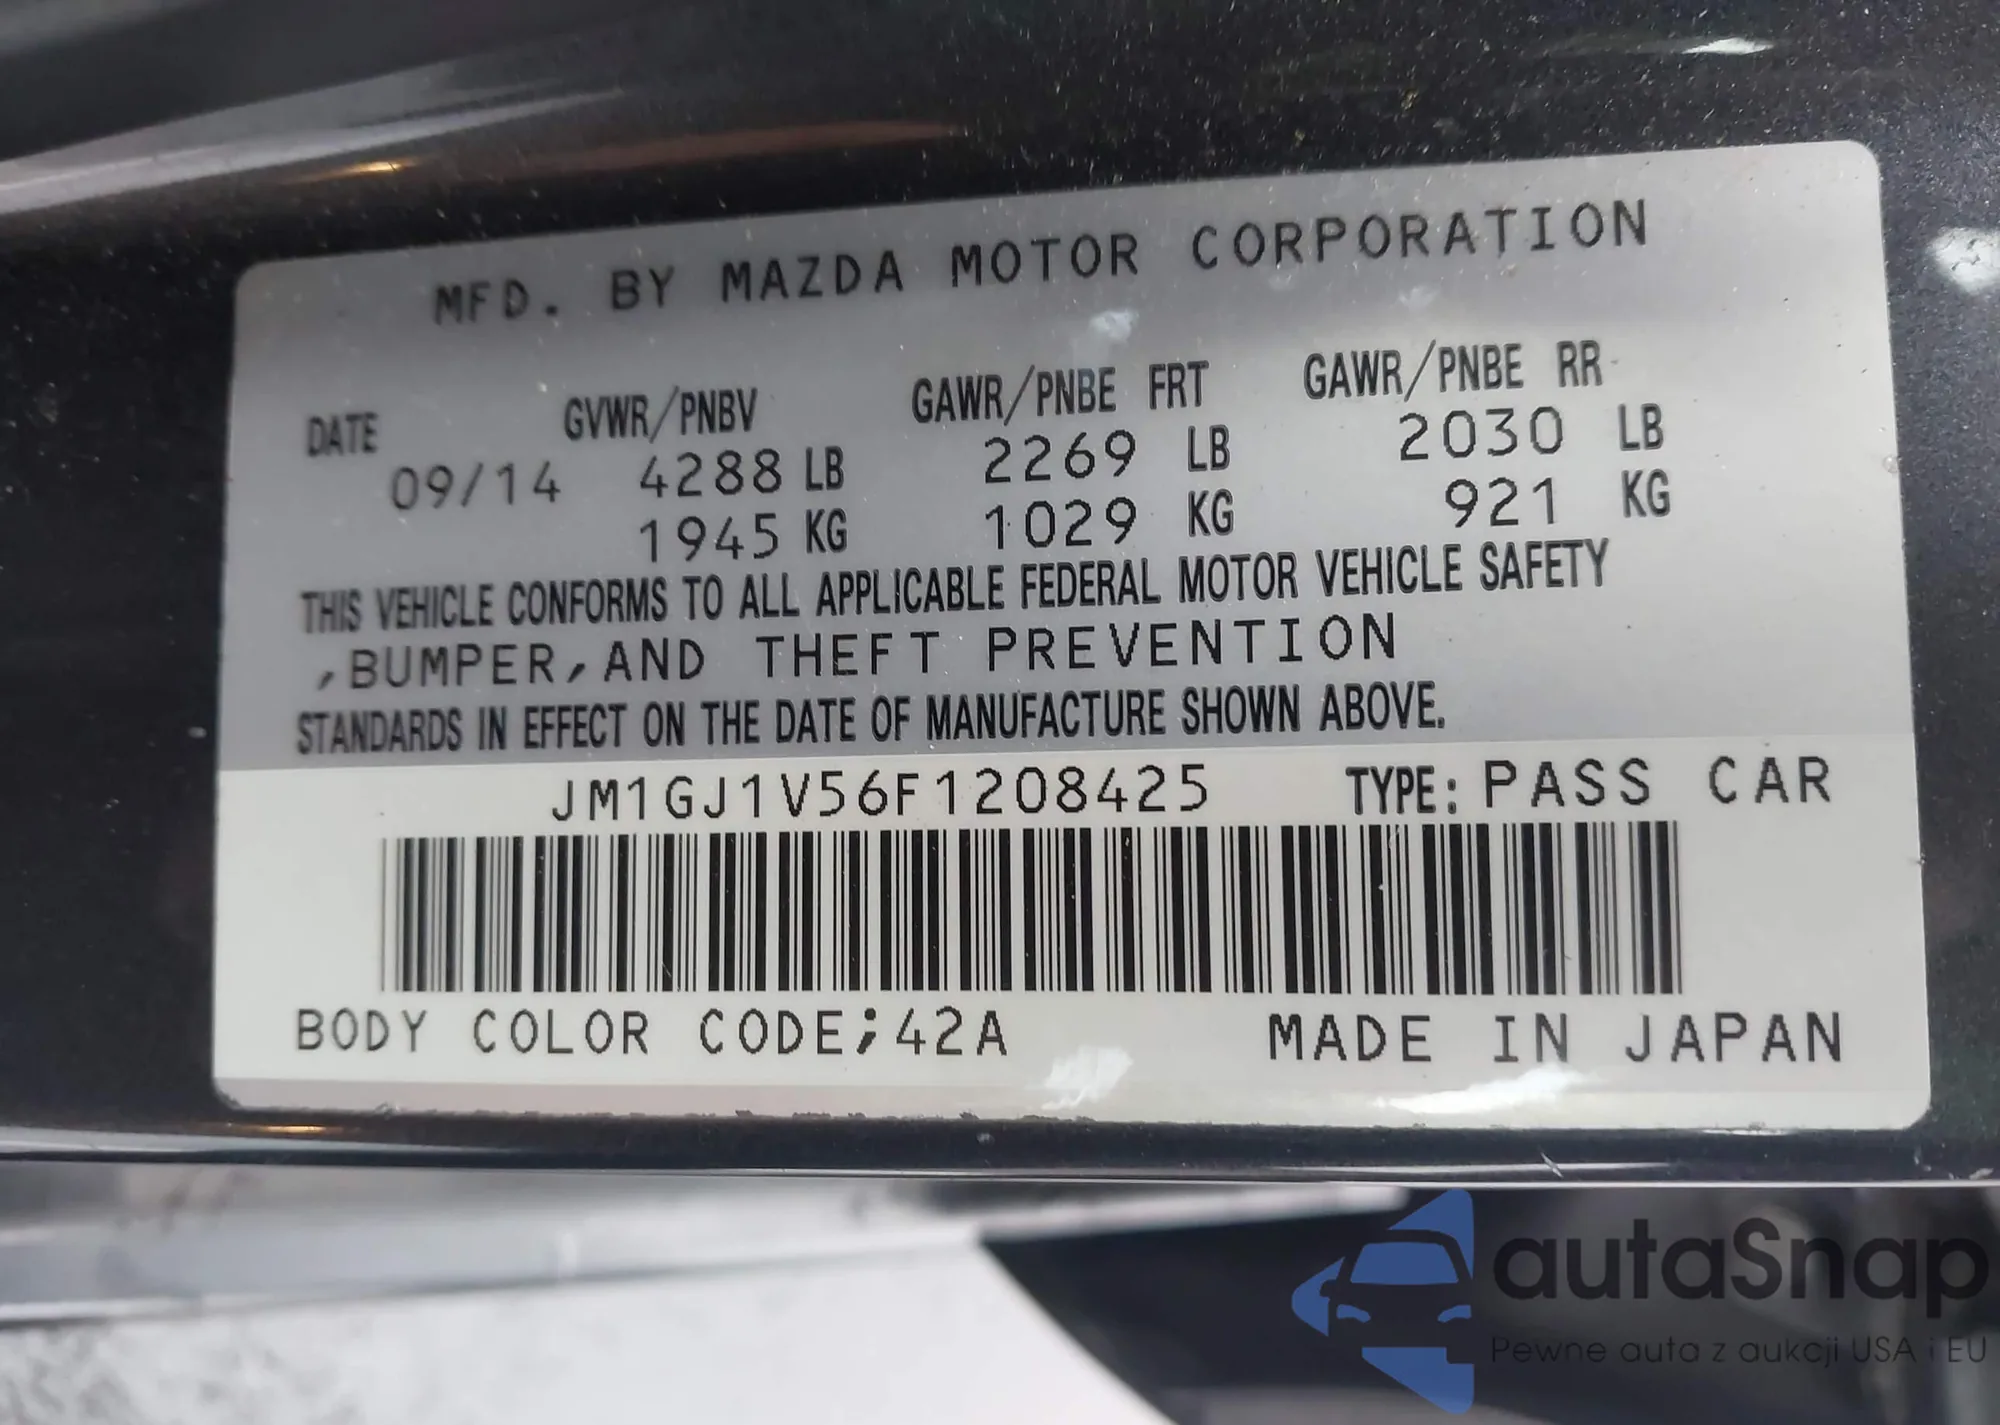 MFD. BY MAZDA MOTOR CORPORATION
DATE GVWR/PNBV GAWR/PNBE FRT GAWR/PNBE RR
09/14 4288 LB 2269 LB 2030 LB
1945 KG 1029 KG 921 KG
THIS VEHICLE CONFORMS TO ALL APPLICABLE FEDERAL MOTOR VEHICLE SAFETY
,BUMPER,AND THEFT PREVENTION
STANDARDS IN EFFECT ON THE DATE OF MANUFACTURE SHOWN ABOVE.
JM1GJ1V56F1208425 TYPE: PASS CAR
BODY COLOR CODE;42A MADE IN JAPAN
autaSnap
Pewne auta z aukcji USA i EU